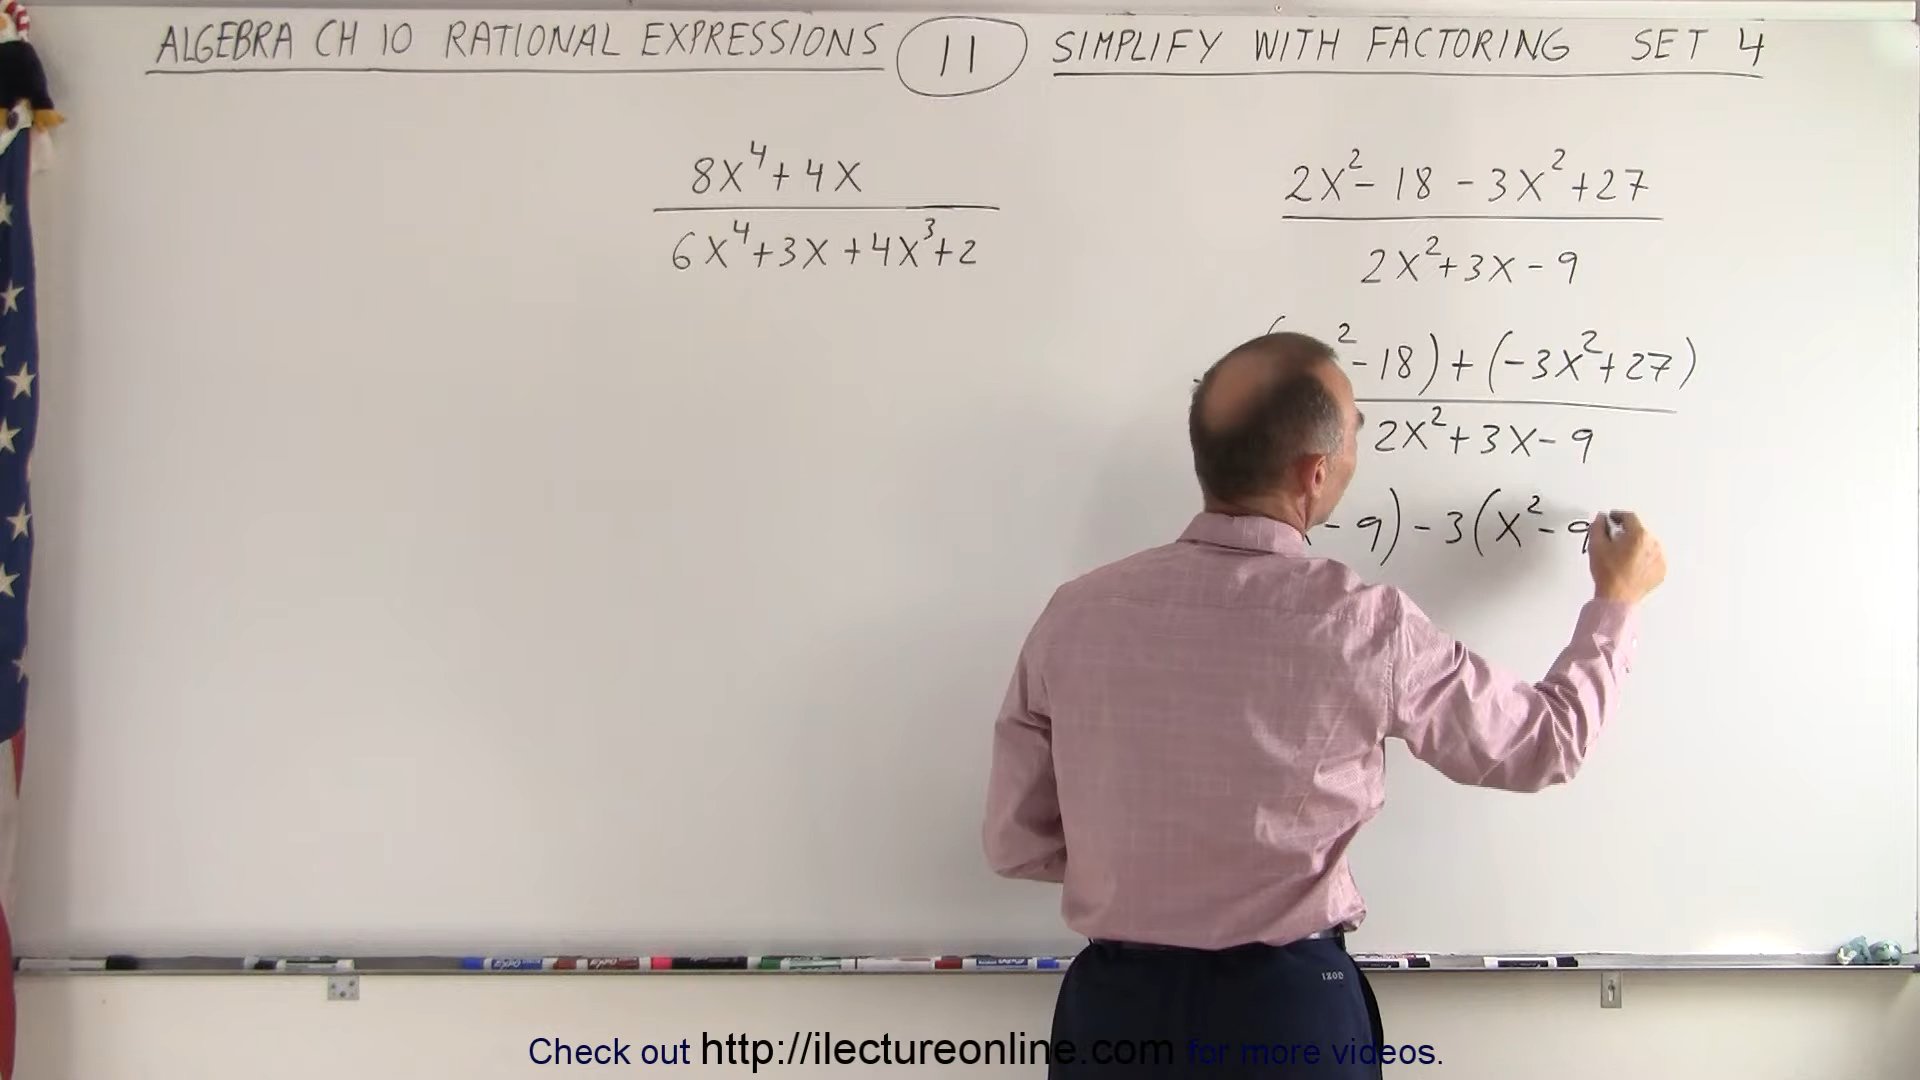 ALGEBRA CH 10 RATIONAL EXPRESSIONS 11 SIMPLIFY WITH FACTORING SET 4
8X⁴+4X
6X⁴+3X+4X³+2
2X²-18-3X²+27
2X²+3X-9
²-18)+(-3X²+27)
2X²+3X-9
-9)-3(X²-9
IZOD
Check out http://ilectureonline.com for more videos.